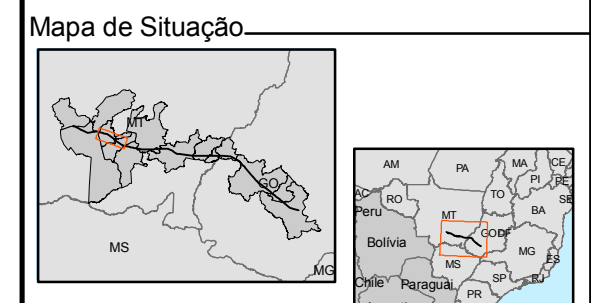 Mapa de Situação
MT
GO
MS
MG
AM
PA
MA
CE
AC
RO
TO
PI
PE
SE
Peru
MT
BA
Bolívia
GO
DF
MG
ES
MS
Chile
Paraguai
SP
RJ
PR